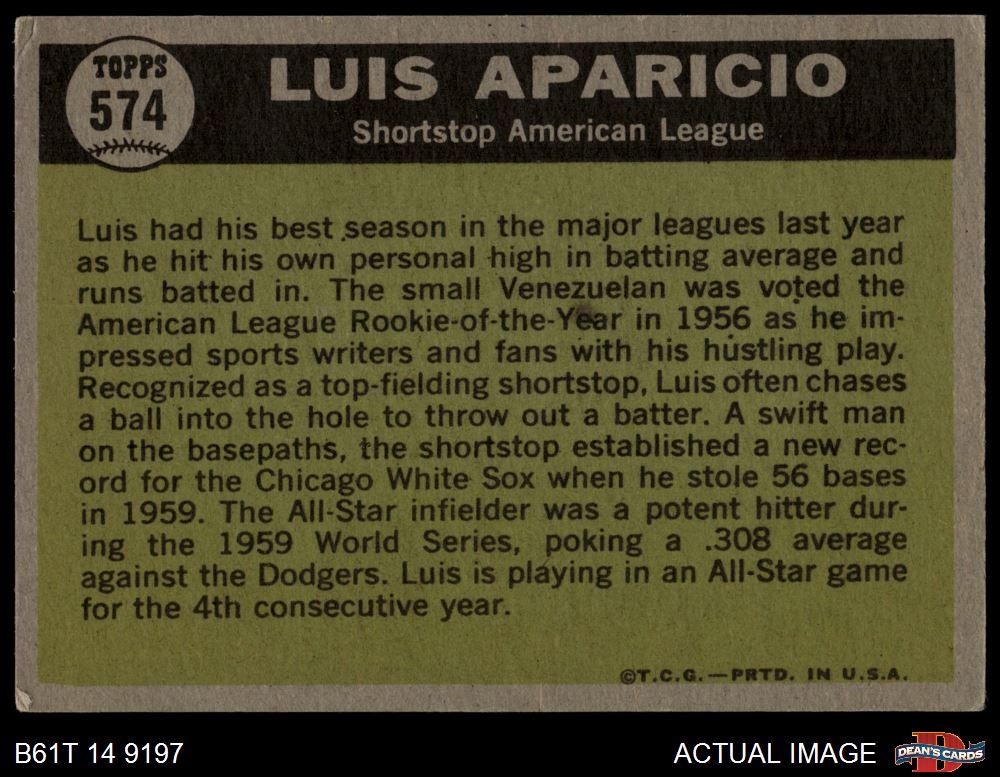 TOPPS
574
LUIS APARICIO
Shortstop American League
Luis had his best season in the major leagues last year
as he hit his own personal high in batting average and
runs batted in. The small Venezuelan was voted the
American League Rookie-of-the-Year in 1956 as he im-
pressed sports writers and fans with his hustling play.
Recognized as a top-fielding shortstop, Luis often chases
a ball into the hole to throw out a batter. A swift man
on the basepaths, the shortstop established a new rec-
ord for the Chicago White Sox when he stole 56 bases
in 1959. The All-Star infielder was a potent hitter dur-
ing the 1959 World Series, poking a .308 average
against the Dodgers. Luis is playing in an All-Star game
for the 4th consecutive year.
©T.C.G.—PRTD. IN U.S.A.
B61T 14 9197
ACTUAL IMAGE
DEAN'S CARDS